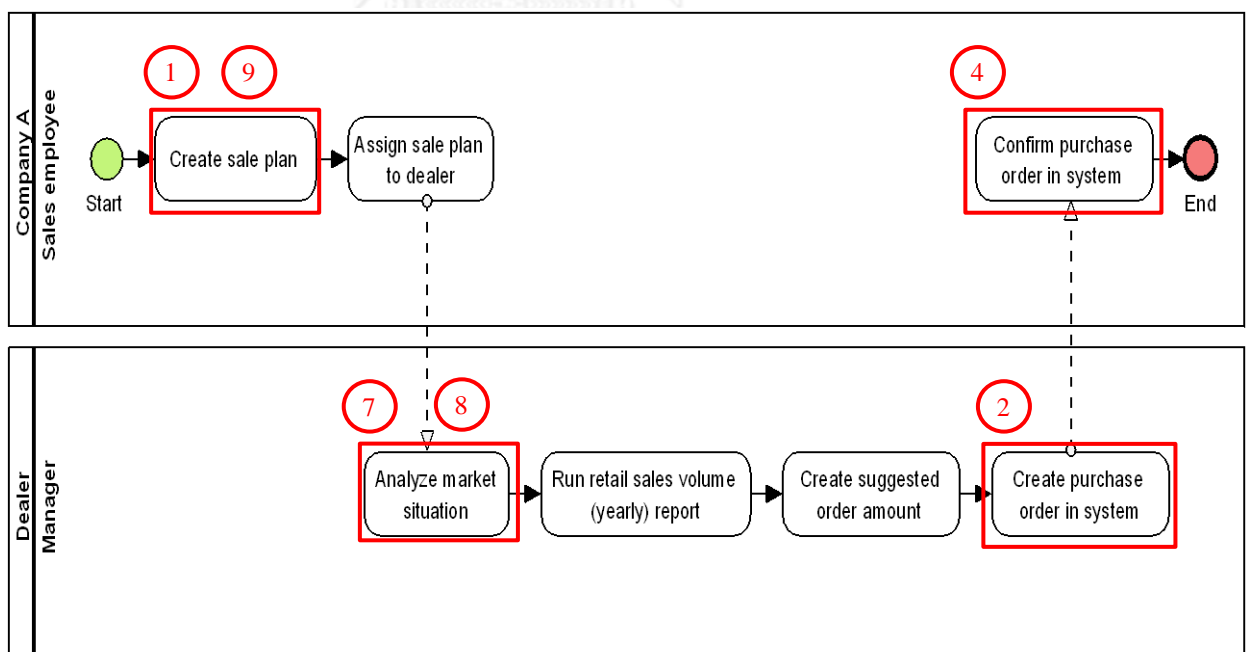 Company A
Sales employee
1
9
4
Start
Create sale plan
Assign sale plan
to dealer
Confirm purchase
order in system
End
Dealer
Manager
7
8
2
Analyze market
situation
Run retail sales volume
(yearly) report
Create suggested
order amount
Create purchase
order in system